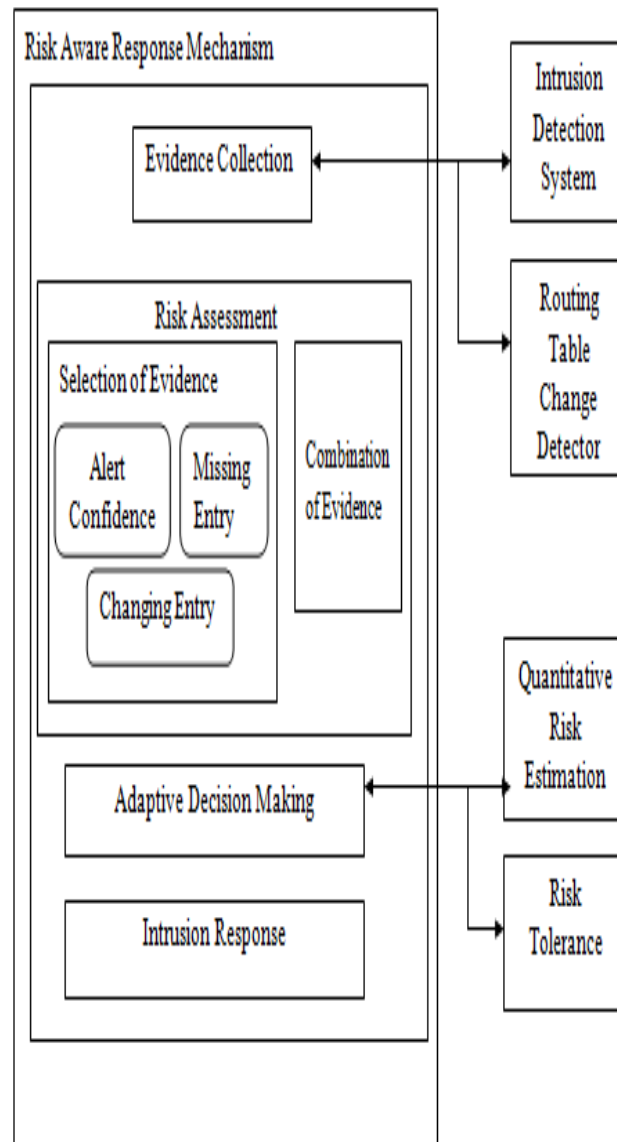 Risk Aware Response Mechanism
Evidence Collection
Intrusion
Detection
System
Routing
Table
Change
Detector
Risk Assessment
Selection of Evidence
Alert
Confidence
Missing
Entry
Changing Entry
Combination
of Evidence
Adaptive Decision Making
Quantitative
Risk
Estimation
Risk
Tolerance
Intrusion Response